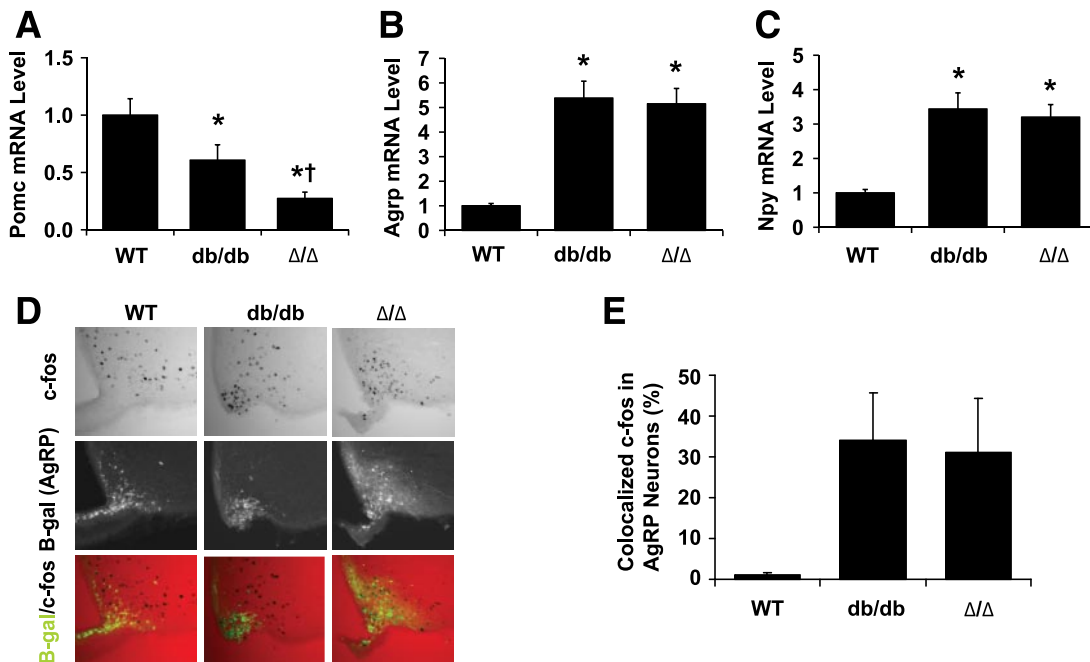 A
Pomc mRNA Level
1.5
1.0
0.5
0.0
*
*†
WT
db/db
Δ/Δ
B
Agrp mRNA Level
7
6
5
4
3
2
1
0
*
*
WT
db/db
Δ/Δ
C
Npy mRNA Level
5
4
3
2
1
0
*
*
WT
db/db
Δ/Δ
D
WT
db/db
Δ/Δ
c-fos
B-gal (AgRP)
B-gal/c-fos
E
Colocalized c-fos in
AgRP Neurons (%)
50
40
30
20
10
0
WT
db/db
Δ/Δ